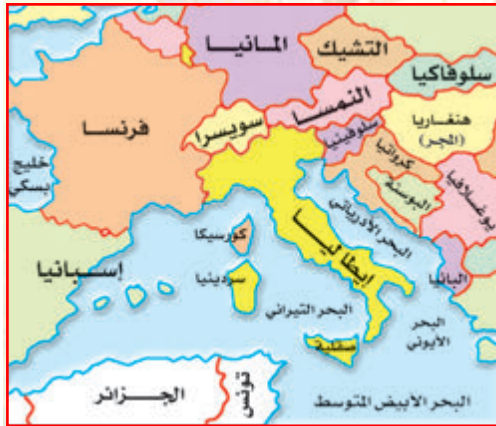 المانيا
التشيك
سلوفاكيا
النمسا
هنغاريا
(المجر)
فرنسا
سويسرا
سلوفينيا
كرواتيا
خليج
بسكي
البوسنة
يوغسلافيا
البحر الأدرياتي
كورسيكا
إيطاليا
إسبانيا
سردينيا
البانيا
البحر التيراني
البحر
الأيوني
صقلية
تونس
الجزائر
البحر الأبيض المتوسط